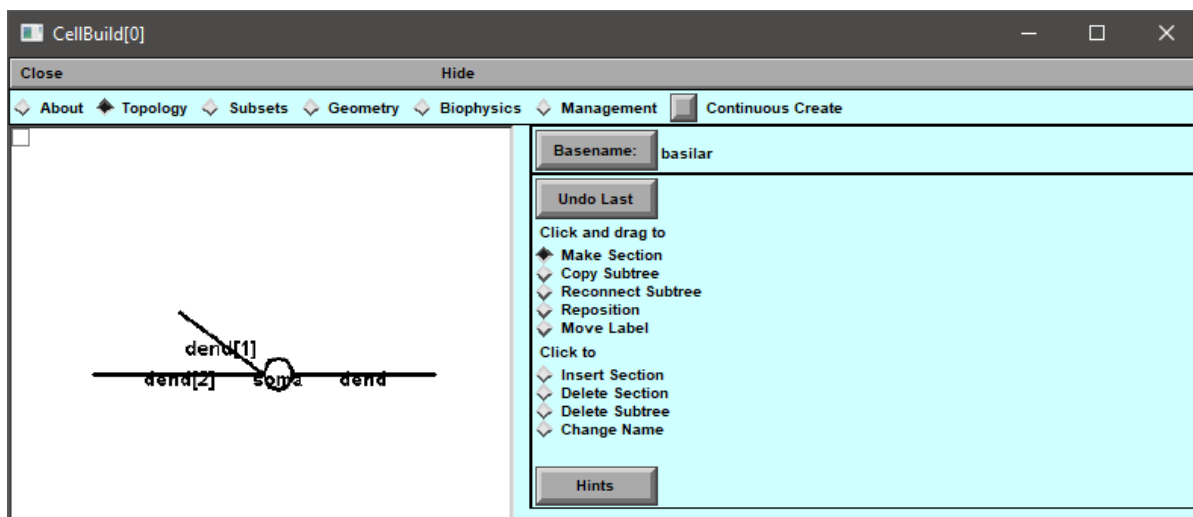 CellBuild[0]
Close Hide
About Topology Subsets Geometry Biophysics Management Continuous Create
Basename: basilar
Undo Last
Click and drag to
Make Section
Copy Subtree
Reconnect Subtree
Reposition
Move Label
Click to
Insert Section
Delete Section
Delete Subtree
Change Name
Hints
dend[1]
dend[2] soma dend